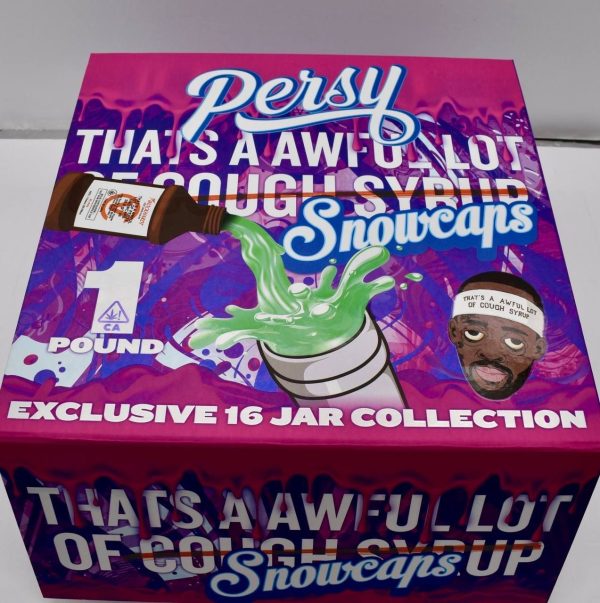 Persy
THATS A AWFUL LOT
OF COUGH SYRUP
Snowcaps
THAT'S A AWFUL LOT
OF COUGH SYRUP
1
CA
POUND
EXCLUSIVE 16 JAR COLLECTION
THATS A AWFUL LOT
OF COUGH SYRUP
Snowcaps